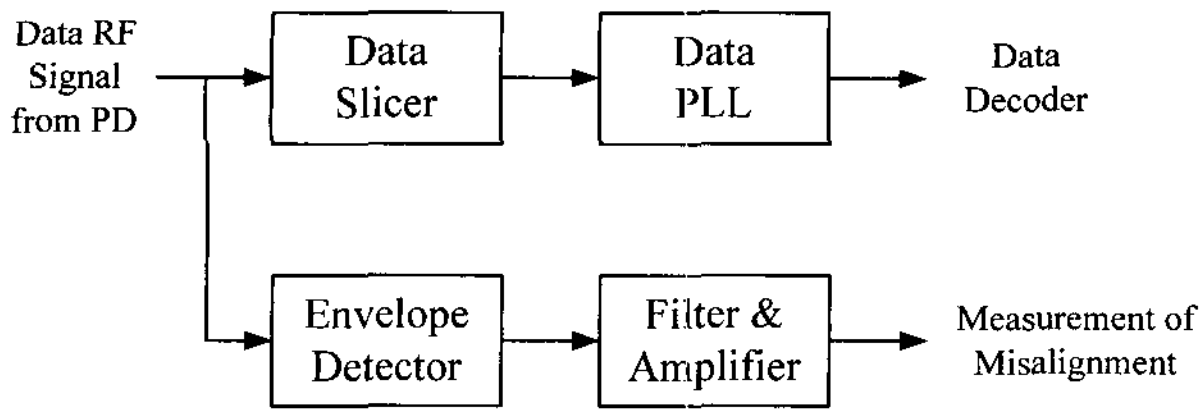 Data RF
Signal
from PD
Data
Slicer
Data
PLL
Data
Decoder
Envelope
Detector
Filter &
Amplifier
Measurement of
Misalignment